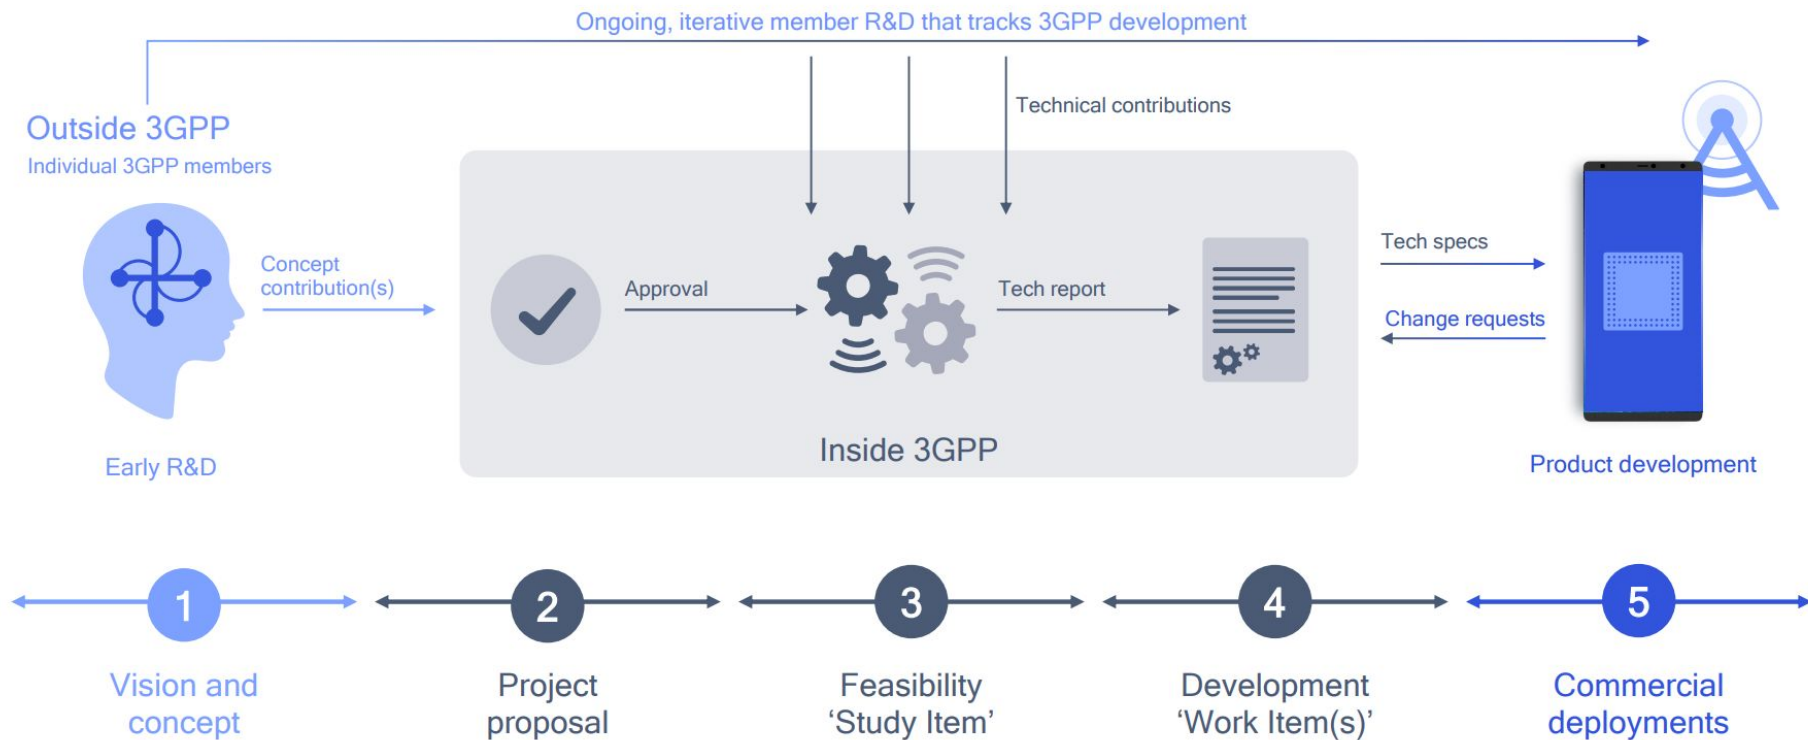 Ongoing, iterative member R&D that tracks 3GPP development
Technical contributions
Outside 3GPP
Individual 3GPP members
Concept
contribution(s)
Approval
Tech report
Tech specs
Change requests
Inside 3GPP
Early R&D
Product development
1
2
3
4
5
Vision and
concept
Project
proposal
Feasibility
‘Study Item’
Development
‘Work Item(s)’
Commercial
deployments